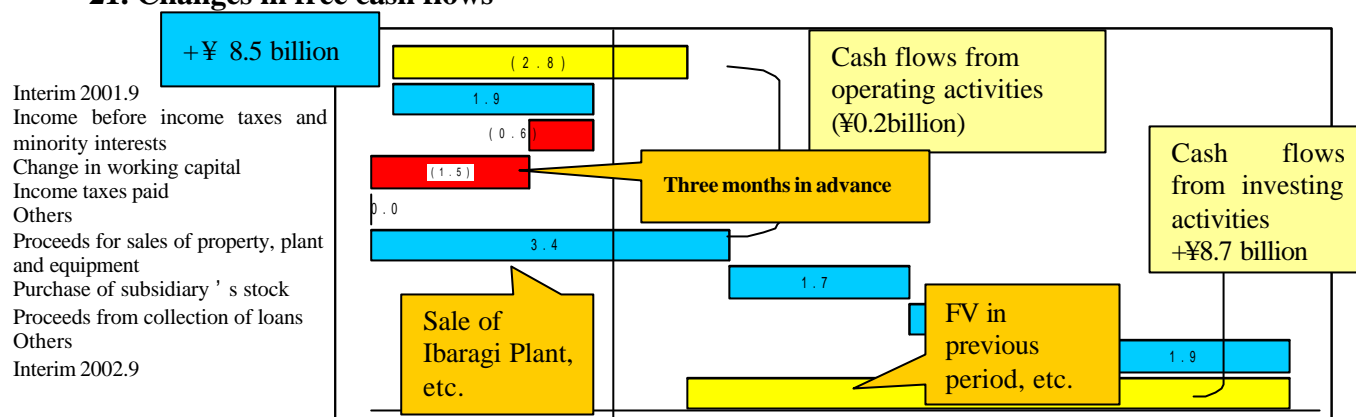 21. Changes in free cash flows
+¥ 8.5 billion
Interim 2001.9
Income before income taxes and
minority interests
Change in working capital
Income taxes paid
Others
Proceeds for sales of property, plant
and equipment
Purchase of subsidiary ’ s stock
Proceeds from collection of loans
Others
Interim 2002.9
(2.8)
1.9
(0.6)
(1.5)
0.0
3.4
1.7
1.9
Cash flows from
operating activities
(¥0.2billion)
Three months in advance
Cash flows
from investing
activities
+¥8.7 billion
Sale of
Ibaragi Plant,
etc.
FV in
previous
period, etc.